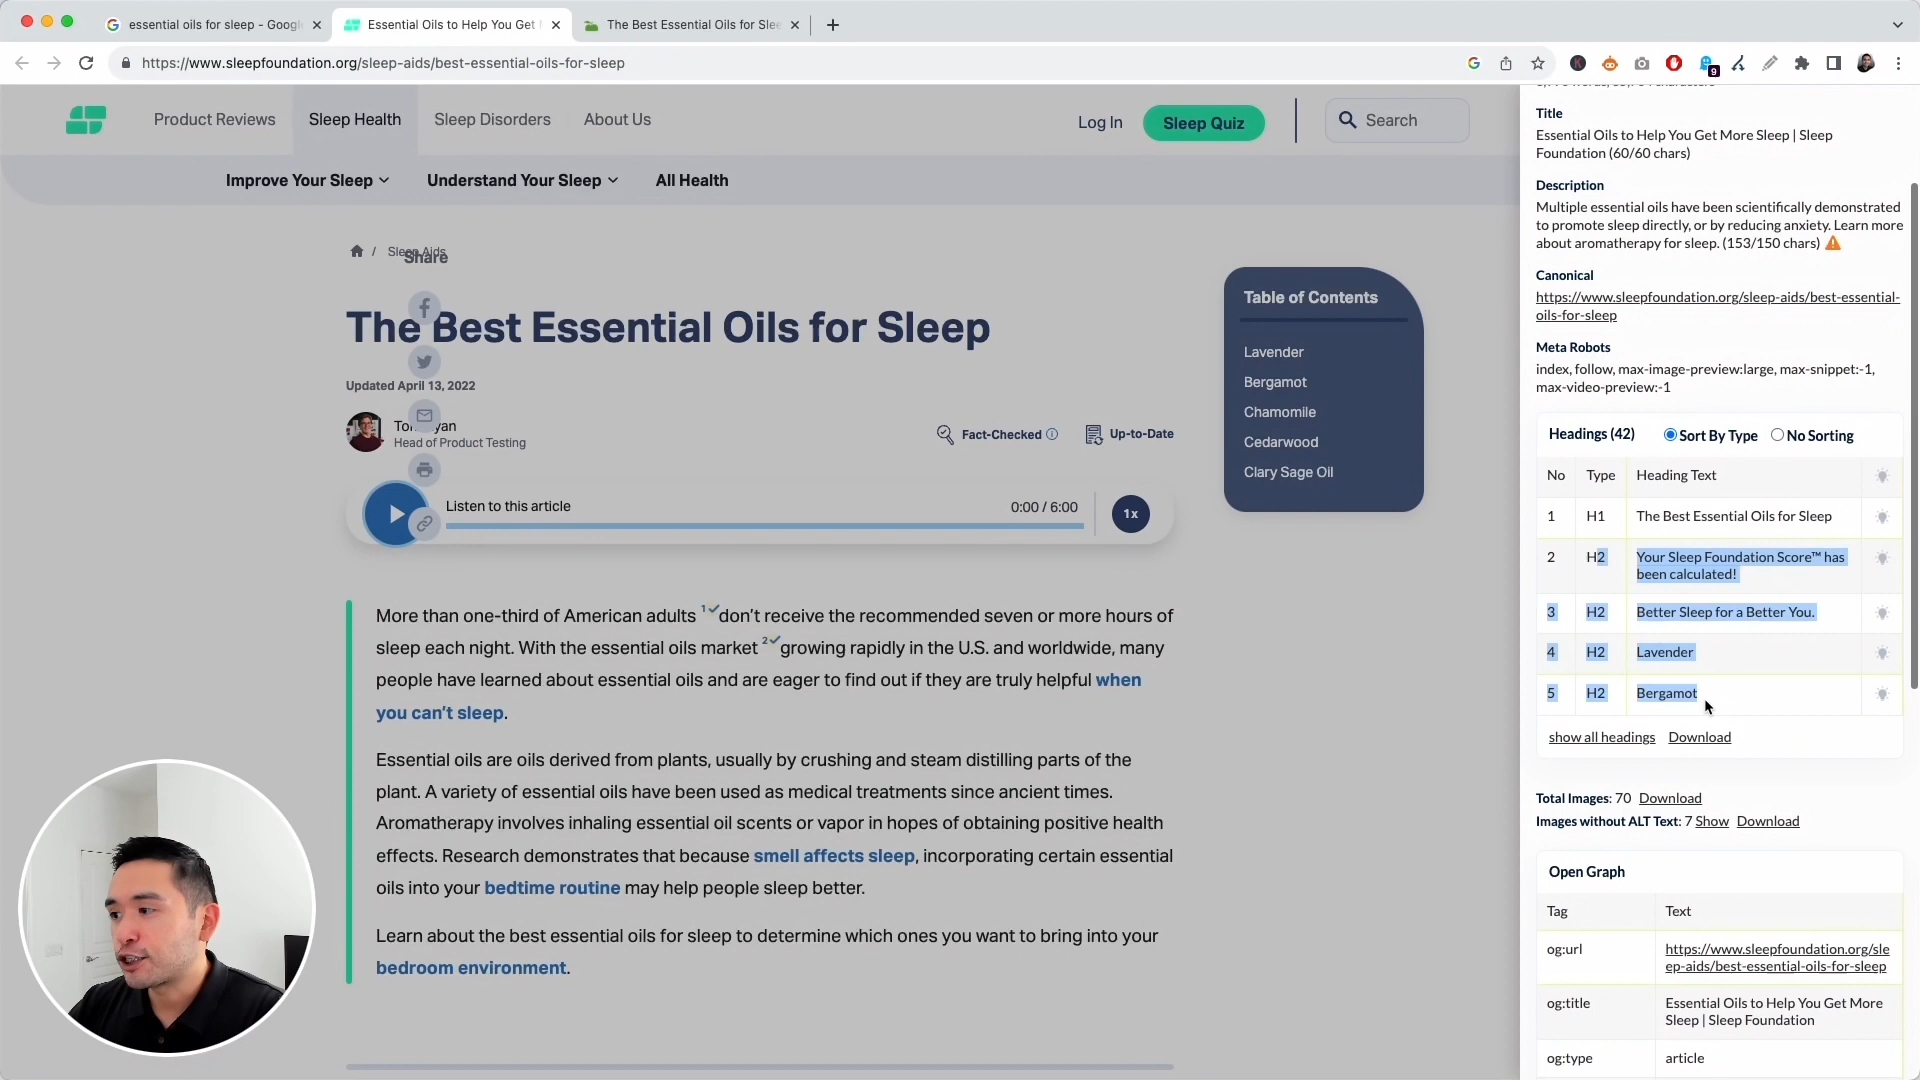 essential oils for sleep - Googl
Essential Oils to Help You Get
The Best Essential Oils for Slee
https://www.sleepfoundation.org/sleep-aids/best-essential-oils-for-sleep
9
Product Reviews
Sleep Health
Sleep Disorders
About Us
Log In
Sleep Quiz
Search
Improve Your Sleep
Understand Your Sleep
All Health
/ Sleep Aids
Share
The Best Essential Oils for Sleep
Updated April 13, 2022
Head of Product Testing
Fact-Checked
Up-to-Date
Listen to this article
0:00 / 6:00
1x
More than one-third of American adults 1 don’t receive the recommended seven or more hours of
sleep each night. With the essential oils market 2 growing rapidly in the U.S. and worldwide, many
people have learned about essential oils and are eager to find out if they are truly helpful when
you can’t sleep.
Essential oils are oils derived from plants, usually by crushing and steam distilling parts of the
plant. A variety of essential oils have been used as medical treatments since ancient times.
Aromatherapy involves inhaling essential oil scents or vapor in hopes of obtaining positive health
effects. Research demonstrates that because smell affects sleep, incorporating certain essential
oils into your bedtime routine may help people sleep better.
Learn about the best essential oils for sleep to determine which ones you want to bring into your
bedroom environment.
Table of Contents
Lavender
Bergamot
Chamomile
Cedarwood
Clary Sage Oil
Title
Essential Oils to Help You Get More Sleep | Sleep
Foundation (60/60 chars)
Description
Multiple essential oils have been scientifically demonstrated
to promote sleep directly, or by reducing anxiety. Learn more
about aromatherapy for sleep. (153/150 chars)
Canonical
https://www.sleepfoundation.org/sleep-aids/best-essential-
oils-for-sleep
Meta Robots
index, follow, max-image-preview:large, max-snippet:-1,
max-video-preview:-1
Headings (42) Sort By Type No Sorting
No Type Heading Text
1 H1 The Best Essential Oils for Sleep
2 H2 Your Sleep Foundation Score™ has
been calculated!
3 H2 Better Sleep for a Better You.
4 H2 Lavender
5 H2 Bergamot
show all headings Download
Total Images: 70 Download
Images without ALT Text: 7 Show Download
Open Graph
Tag Text
og:url https://www.sleepfoundation.org/sle
ep-aids/best-essential-oils-for-sleep
og:title Essential Oils to Help You Get More
Sleep | Sleep Foundation
og:type article